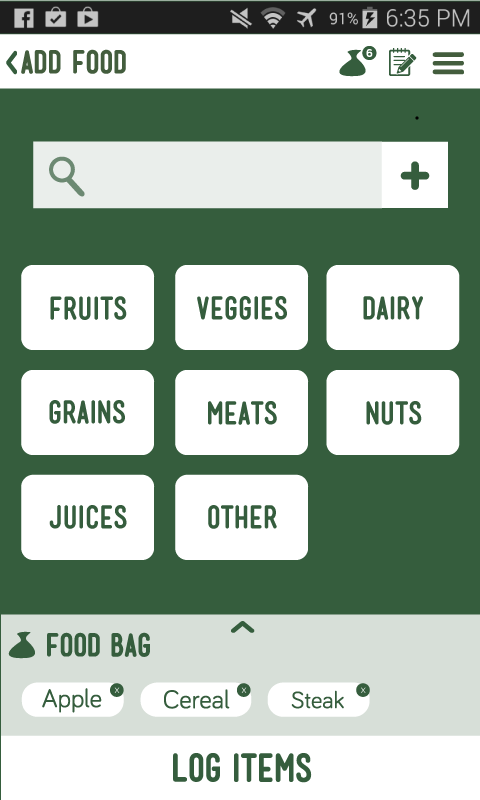 91% 6:35 PM
ADD FOOD 6
FRUITS VEGGIES DAIRY
GRAINS MEATS NUTS
JUICES OTHER
FOOD BAG
Apple x Cereal x Steak x
LOG ITEMS